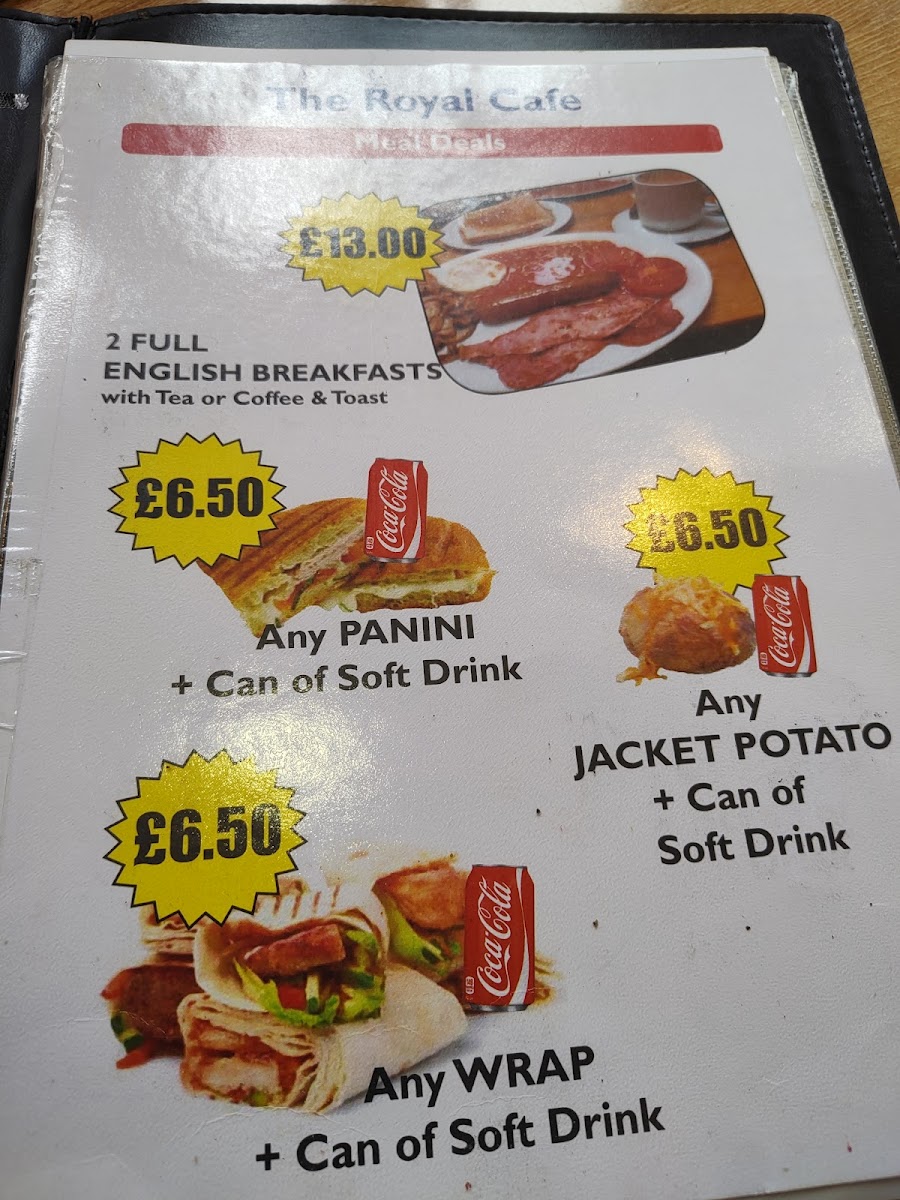 The Royal Cafe
Meal Deals
£13.00
2 FULL
ENGLISH BREAKFASTS
with Tea or Coffee & Toast
£6.50
Coca-Cola
Any PANINI
+ Can of Soft Drink
£6.50
Coca-Cola
Any
JACKET POTATO
+ Can of
Soft Drink
£6.50
Coca-Cola
Any WRAP
+ Can of Soft Drink